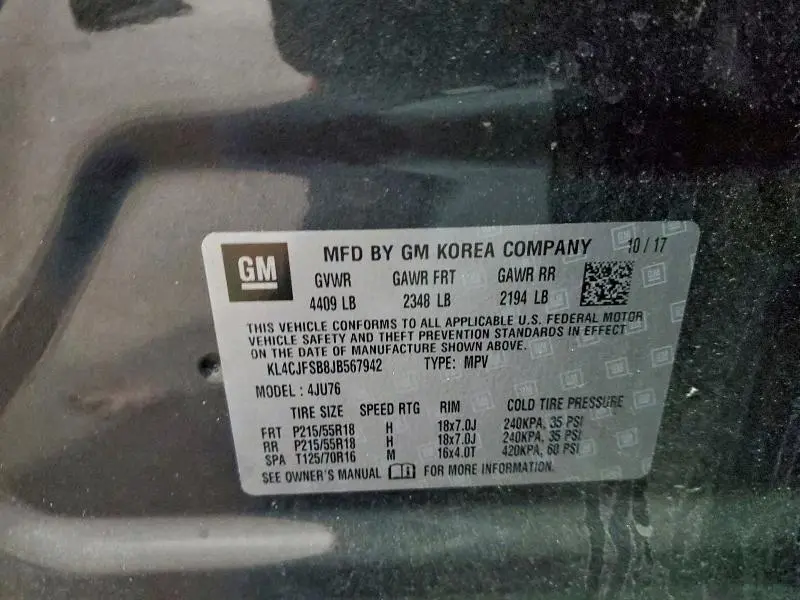 GM MFD BY GM KOREA COMPANY 10 / 17
GVWR GAWR FRT GAWR RR
4409 LB 2348 LB 2194 LB
THIS VEHICLE CONFORMS TO ALL APPLICABLE U.S. FEDERAL MOTOR
VEHICLE SAFETY AND THEFT PREVENTION STANDARDS IN EFFECT
ON THE DATE OF MANUFACTURE SHOWN ABOVE.
KL4CJFSB8JB567942 TYPE: MPV
MODEL: 4JU76
TIRE SIZE SPEED RTG RIM COLD TIRE PRESSURE
FRT P215/55R18 H 18x7.0J 240KPA, 35 PSI
RR P215/55R18 H 18x7.0J 240KPA, 35 PSI
SPA T125/70R16 M 16x4.0T 420KPA, 60 PSI
SEE OWNER'S MANUAL FOR MORE INFORMATION.